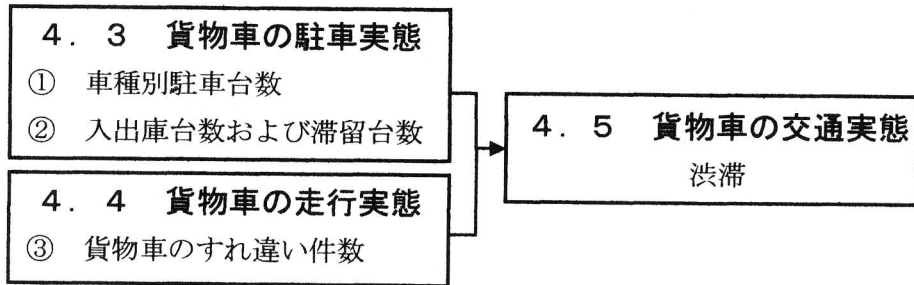 4．3　貨物車の駐車実態
①　車種別駐車台数
②　入出庫台数および滞留台数
4．4　貨物車の走行実態
③　貨物車のすれ違い件数
4．5　貨物車の交通実態
渋滞